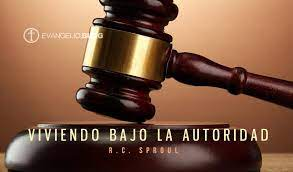 EVANGELIO.BLOG
VIVIENDO BAJO LA AUTORIDAD
R.C. SPROUL